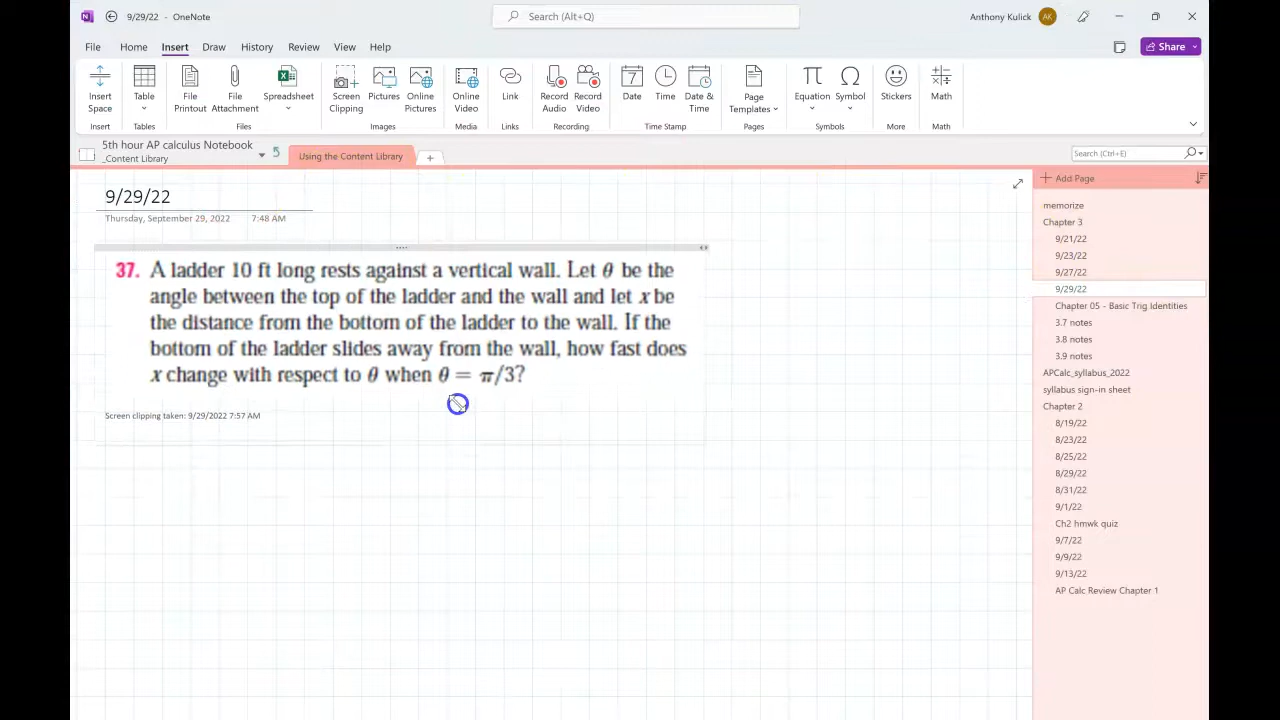 9/29/22 - OneNote
Search (Alt+Q)
Anthony Kulick
AK
File Home Insert Draw History Review View Help
Share
Insert Space
Table
File Printout
File Attachment
Spreadsheet
Screen Clipping
Pictures
Online Pictures
Online Video
Link
Record Audio
Record Video
Date
Time
Date & Time
Page Templates
Equation
Symbol
Stickers
Math
Insert Tables Files Images Media Links Recording Time Stamp Pages Symbols More Math
5th hour AP calculus Notebook
_Content Library
Using the Content Library
Search (Ctrl+E)
Add Page
9/29/22
Thursday, September 29, 2022 7:48 AM
37. A ladder 10 ft long rests against a vertical wall. Let θ be the
angle between the top of the ladder and the wall and let x be
the distance from the bottom of the ladder to the wall. If the
bottom of the ladder slides away from the wall, how fast does
x change with respect to θ when θ = π/3?
Screen clipping taken: 9/29/2022 7:57 AM
memorize
Chapter 3
9/21/22
9/23/22
9/27/22
9/29/22
Chapter 05 - Basic Trig Identities
3.7 notes
3.8 notes
3.9 notes
APCalc_syllabus_2022
syllabus sign-in sheet
Chapter 2
8/19/22
8/23/22
8/25/22
8/29/22
8/31/22
9/1/22
Ch2 hmwk quiz
9/7/22
9/9/22
9/13/22
AP Calc Review Chapter 1